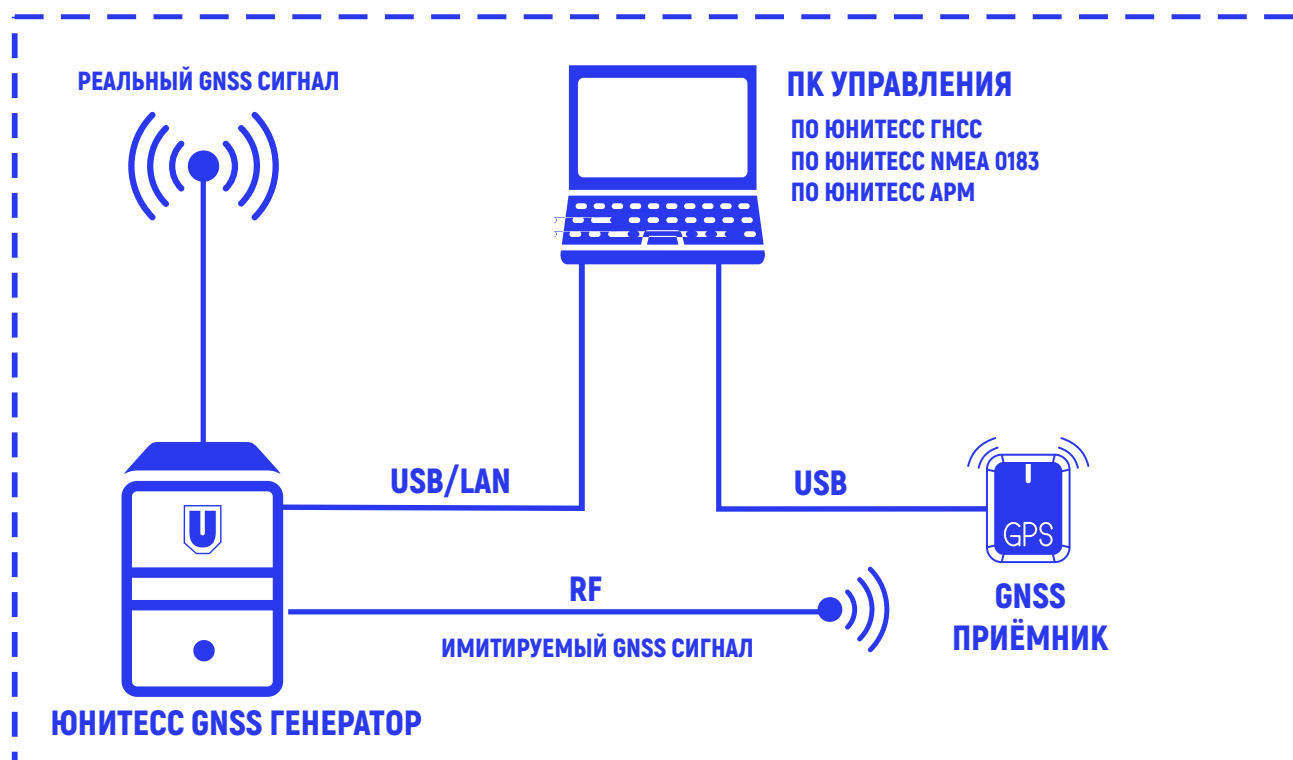 РЕАЛЬНЫЙ GNSS СИГНАЛ
ПК УПРАВЛЕНИЯ
ПО ЮНИТЕСС ГНСС
ПО ЮНИТЕСС NMEA 0183
ПО ЮНИТЕСС АРМ
USB/LAN
USB
U
GPS
RF
GNSS
ПРИЁМНИК
ИМИТИРУЕМЫЙ GNSS СИГНАЛ
ЮНИТЕСС GNSS ГЕНЕРАТОР